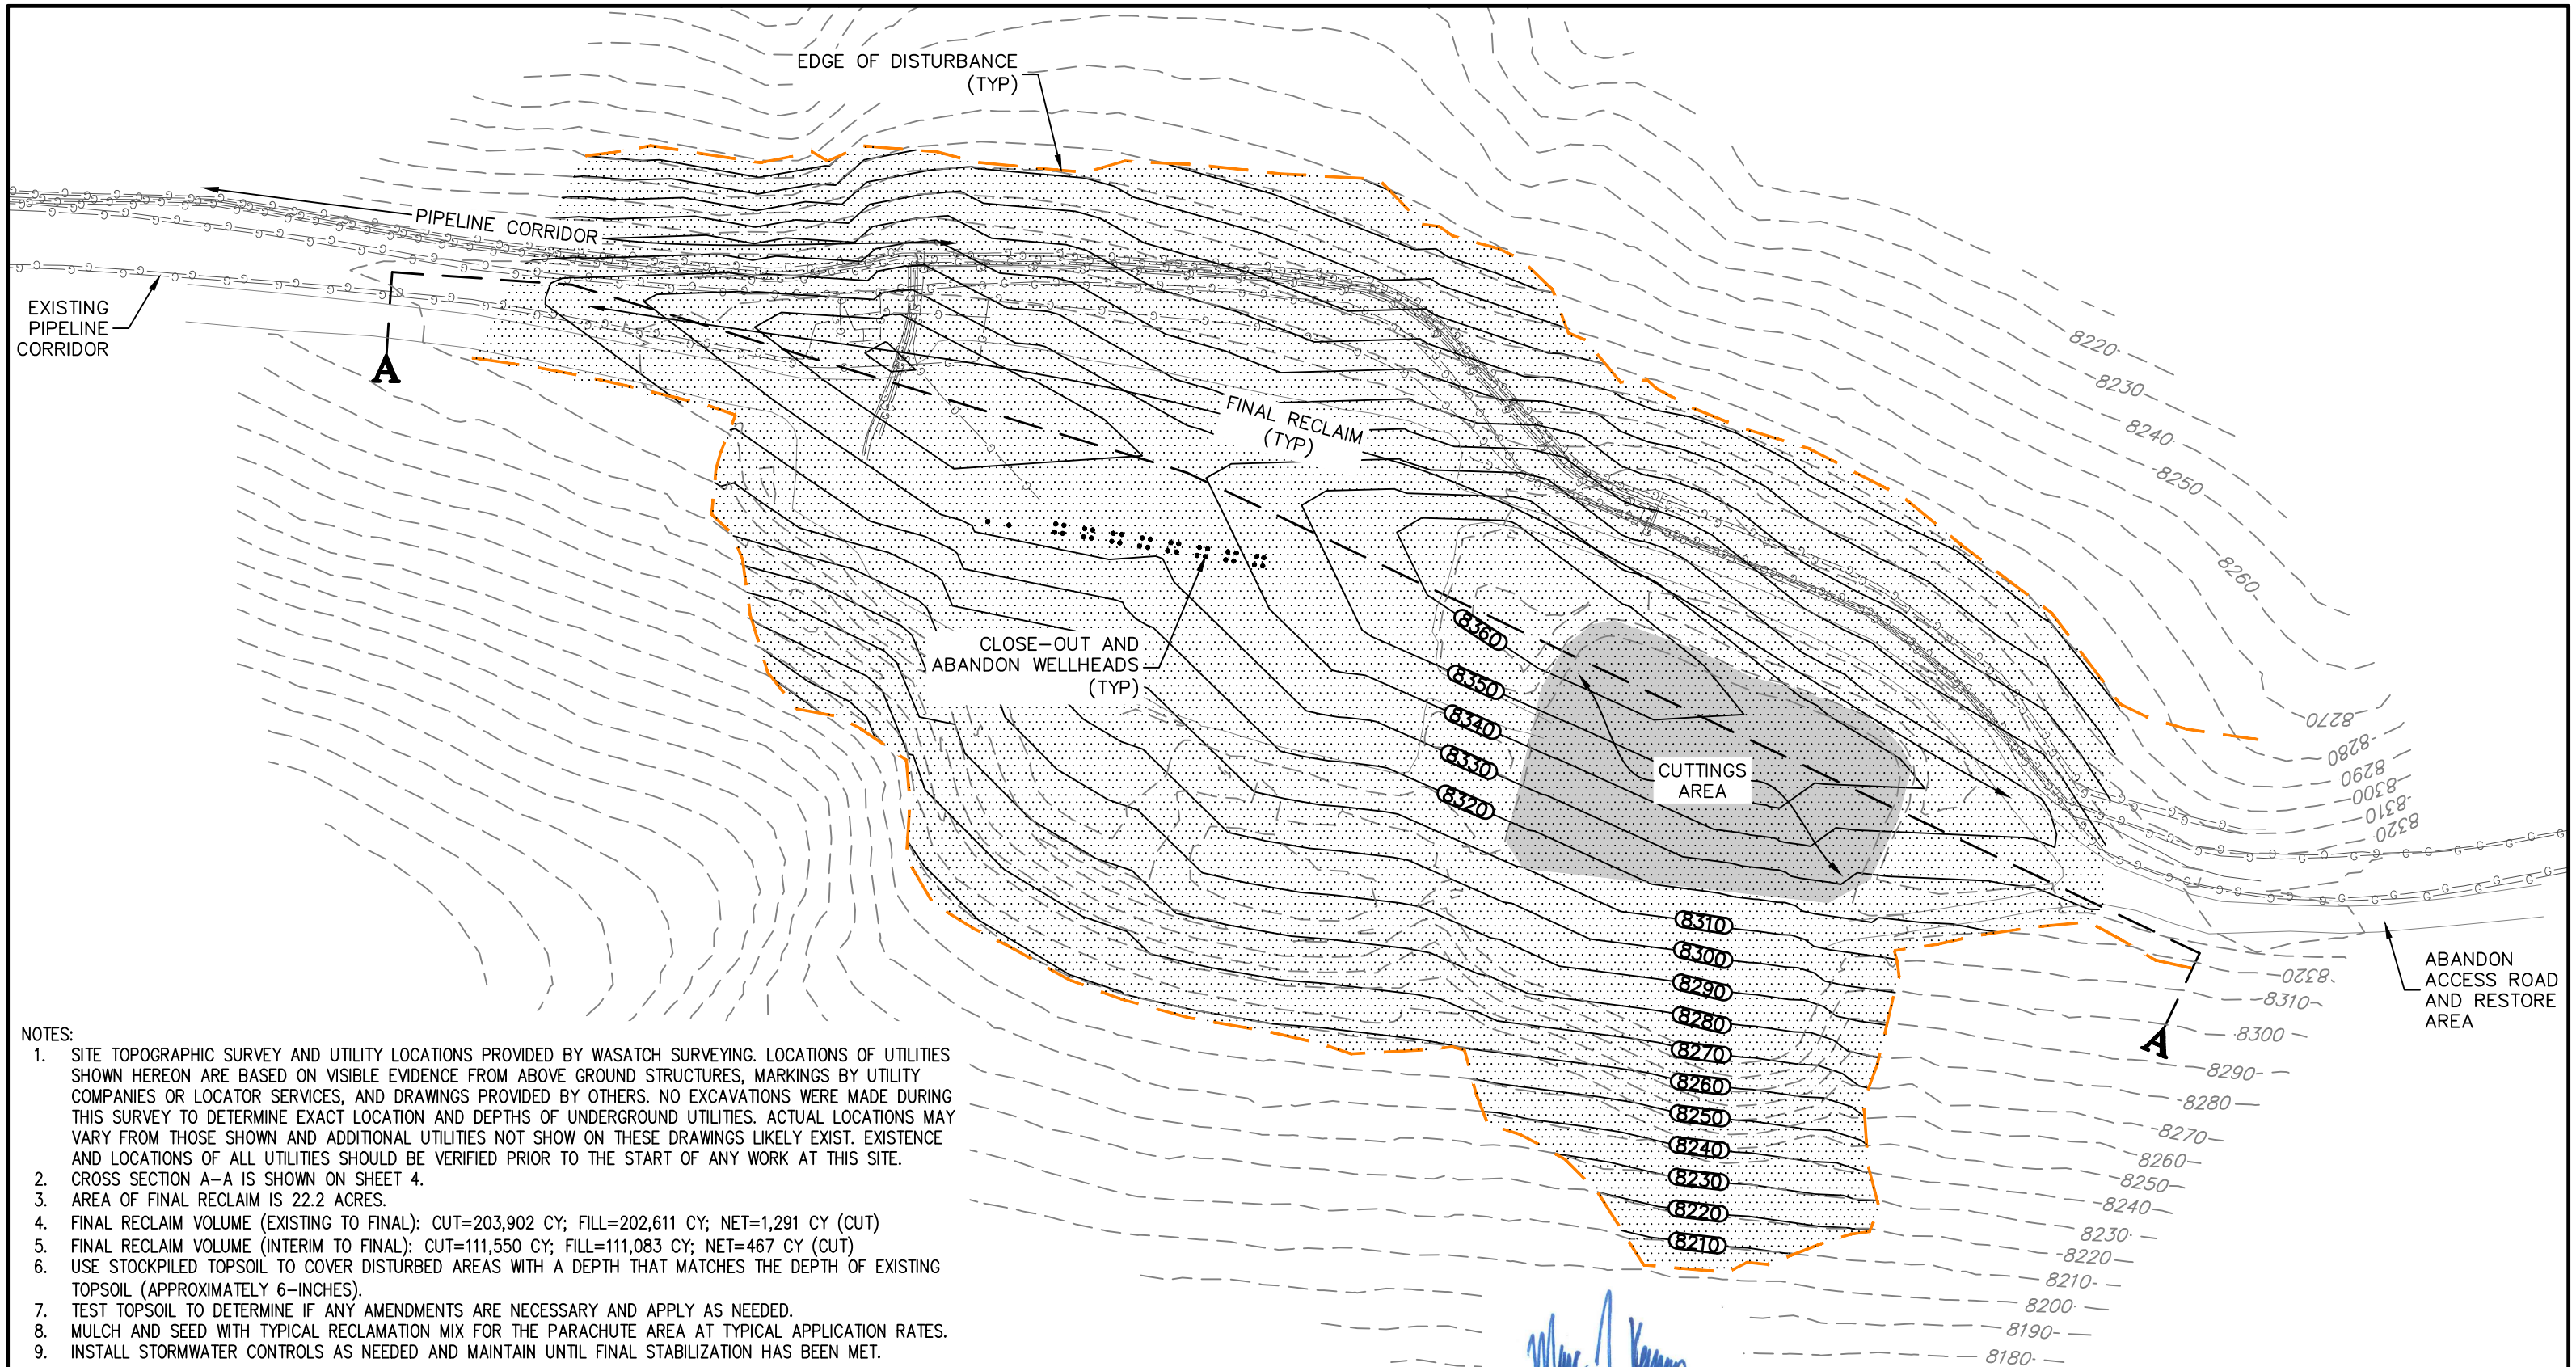 EDGE OF DISTURBANCE
(TYP)
PIPELINE CORRIDOR
EXISTING
PIPELINE
CORRIDOR
A
FINAL RECLAIM
(TYP)
CLOSE-OUT AND
ABANDON WELLHEADS
(TYP)
CUTTINGS
AREA
8360
8350
8340
8330
8320
8310
8300
8290
8280
8270
8260
8250
8240
8230
8220
8210
8220
8230
8240
8250
8260
8270
8280
8290
8300
8310
8320
ABANDON
ACCESS ROAD
AND RESTORE
AREA
A
8320
8310
8300
8290
8280
8270
8260
8250
8240
8230
8220
8210
8200
8190
8180
NOTES:
1. SITE TOPOGRAPHIC SURVEY AND UTILITY LOCATIONS PROVIDED BY WASATCH SURVEYING. LOCATIONS OF UTILITIES
SHOWN HEREON ARE BASED ON VISIBLE EVIDENCE FROM ABOVE GROUND STRUCTURES, MARKINGS BY UTILITY
COMPANIES OR LOCATOR SERVICES, AND DRAWINGS PROVIDED BY OTHERS. NO EXCAVATIONS WERE MADE DURING
THIS SURVEY TO DETERMINE EXACT LOCATION AND DEPTHS OF UNDERGROUND UTILITIES. ACTUAL LOCATIONS MAY
VARY FROM THOSE SHOWN AND ADDITIONAL UTILITIES NOT SHOW ON THESE DRAWINGS LIKELY EXIST. EXISTENCE
AND LOCATIONS OF ALL UTILITIES SHOULD BE VERIFIED PRIOR TO THE START OF ANY WORK AT THIS SITE.
2. CROSS SECTION A-A IS SHOWN ON SHEET 4.
3. AREA OF FINAL RECLAIM IS 22.2 ACRES.
4. FINAL RECLAIM VOLUME (EXISTING TO FINAL): CUT=203,902 CY; FILL=202,611 CY; NET=1,291 CY (CUT)
5. FINAL RECLAIM VOLUME (INTERIM TO FINAL): CUT=111,550 CY; FILL=111,083 CY; NET=467 CY (CUT)
6. USE STOCKPILED TOPSOIL TO COVER DISTURBED AREAS WITH A DEPTH THAT MATCHES THE DEPTH OF EXISTING
TOPSOIL (APPROXIMATELY 6-INCHES).
7. TEST TOPSOIL TO DETERMINE IF ANY AMENDMENTS ARE NECESSARY AND APPLY AS NEEDED.
8. MULCH AND SEED WITH TYPICAL RECLAMATION MIX FOR THE PARACHUTE AREA AT TYPICAL APPLICATION RATES.
9. INSTALL STORMWATER CONTROLS AS NEEDED AND MAINTAIN UNTIL FINAL STABILIZATION HAS BEEN MET.